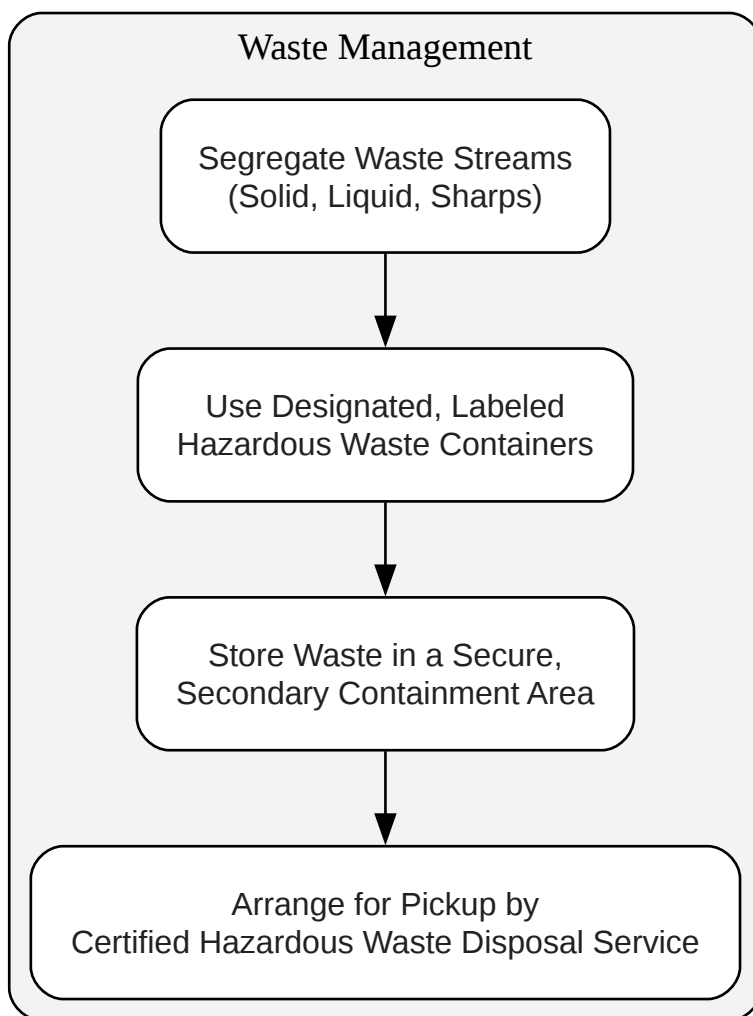 Waste Management
Segregate Waste Streams
(Solid, Liquid, Sharps)
Use Designated, Labeled
Hazardous Waste Containers
Store Waste in a Secure,
Secondary Containment Area
Arrange for Pickup by
Certified Hazardous Waste Disposal Service